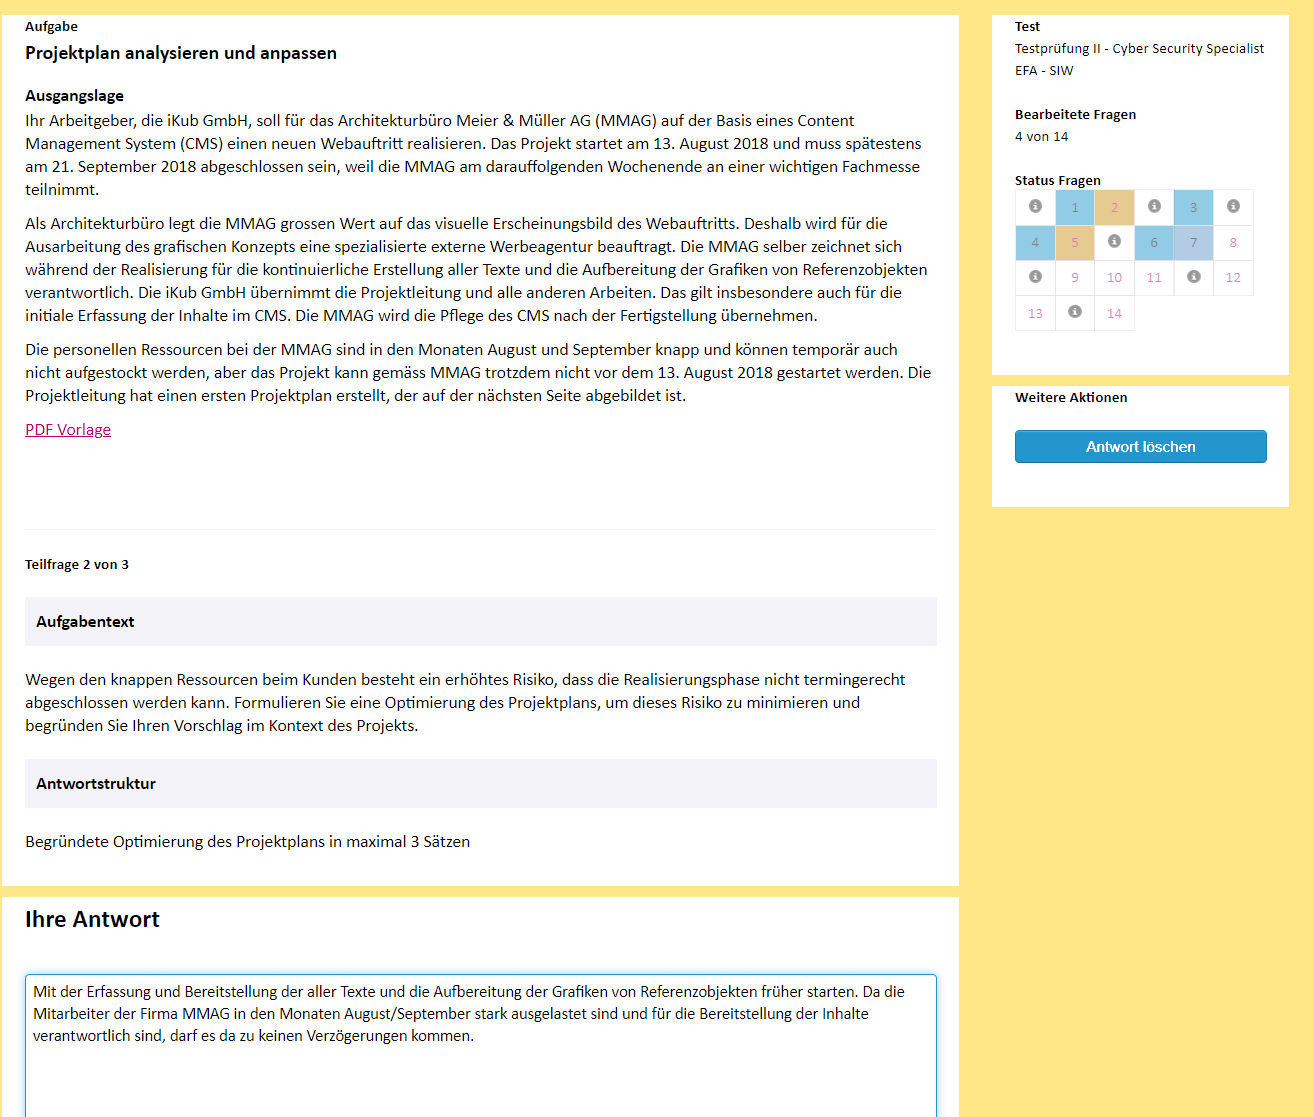 Aufgabe
Projektplan analysieren und anpassen
Ausgangslage
Ihr Arbeitgeber, die iKub GmbH, soll für das Architekturbüro Meier & Müller AG (MMAG) auf der Basis eines Content
Management System (CMS) einen neuen Webauftritt realisieren. Das Projekt startet am 13. August 2018 und muss spätestens
am 21. September 2018 abgeschlossen sein, weil die MMAG am darauffolgenden Wochenende an einer wichtigen Fachmesse
teilnimmt.
Als Architekturbüro legt die MMAG grossen Wert auf das visuelle Erscheinungsbild des Webauftritts. Deshalb wird für die
Ausarbeitung des grafischen Konzepts eine spezialisierte externe Werbeagentur beauftragt. Die MMAG selber zeichnet sich
während der Realisierung für die kontinuierliche Erstellung aller Texte und die Aufbereitung der Grafiken von Referenzobjekten
verantwortlich. Die iKub GmbH übernimmt die Projektleitung und alle anderen Arbeiten. Das gilt insbesondere auch für die
initiale Erfassung der Inhalte im CMS. Die MMAG wird die Pflege des CMS nach der Fertigstellung übernehmen.
Die personellen Ressourcen bei der MMAG sind in den Monaten August und September knapp und können temporär auch
nicht aufgestockt werden, aber das Projekt kann gemäss MMAG trotzdem nicht vor dem 13. August 2018 gestartet werden. Die
Projektleitung hat einen ersten Projektplan erstellt, der auf der nächsten Seite abgebildet ist.
PDF Vorlage
Teilfrage 2 von 3
Aufgabentext
Wegen den knappen Ressourcen beim Kunden besteht ein erhöhtes Risiko, dass die Realisierungsphase nicht termingerecht
abgeschlossen werden kann. Formulieren Sie eine Optimierung des Projektplans, um dieses Risiko zu minimieren und
begründen Sie Ihren Vorschlag im Kontext des Projekts.
Antwortstruktur
Begründete Optimierung des Projektplans in maximal 3 Sätzen
Ihre Antwort
Mit der Erfassung und Bereitstellung der aller Texte und die Aufbereitung der Grafiken von Referenzobjekten früher starten. Da die
Mitarbeiter der Firma MMAG in den Monaten August/September stark ausgelastet sind und für die Bereitstellung der Inhalte
verantwortlich sind, darf es da zu keinen Verzögerungen kommen.
Test
Testprüfung II - Cyber Security Specialist
EFA - SIW
Bearbeitete Fragen
4 von 14
Status Fragen
1 2 3
4 5 6 7 8
9 10 11 12
13 14
Weitere Aktionen
Antwort löschen